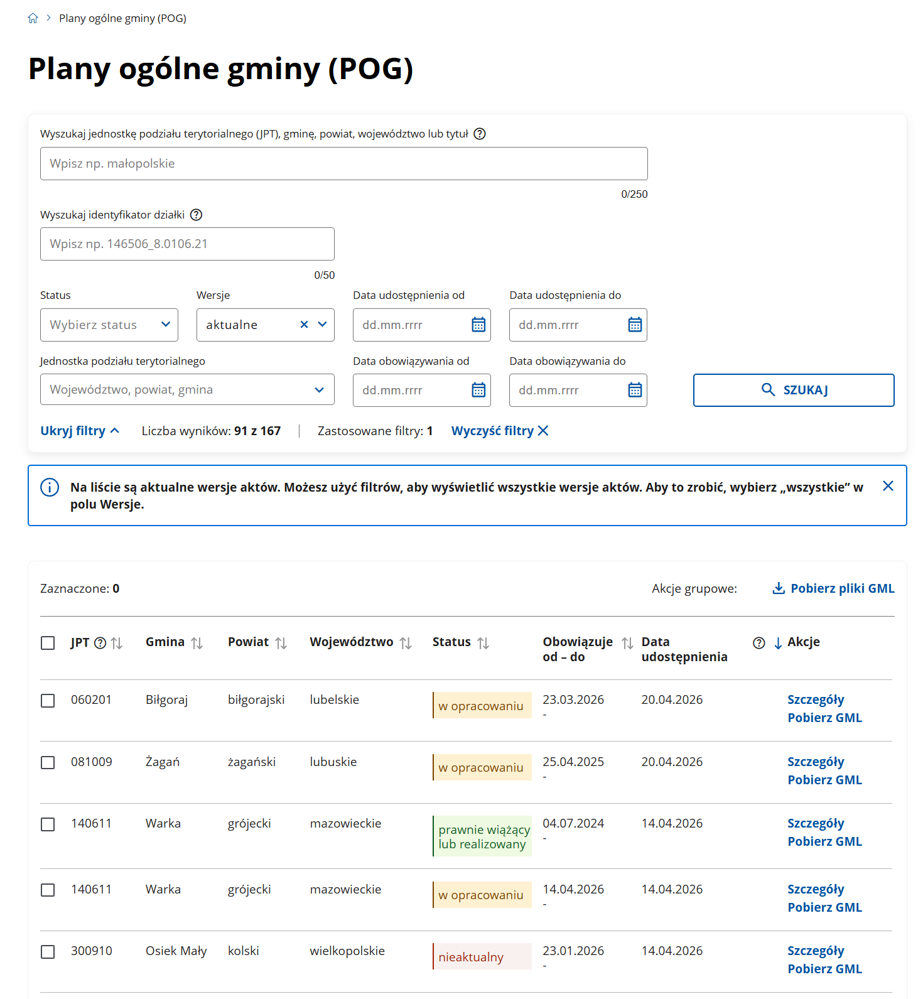 Plany ogólne gminy (POG)
Plany ogólne gminy (POG)
Wyszukaj jednostkę podziału terytorialnego (JPT), gminę, powiat, województwo lub tytuł
Wpisz np. małopolskie
0/250
Wyszukaj identyfikator działki
Wpisz np. 146506_8.0106.21
0/50
Status Wersje Data udostępnienia od Data udostępnienia do
Wybierz status aktualne dd.mm.rrrr dd.mm.rrrr
Jednostka podziału terytorialnego Data obowiązywania od Data obowiązywania do
Województwo, powiat, gmina dd.mm.rrrr dd.mm.rrrr SZUKAJ
Ukryj filtry Liczba wyników: 91 z 167 Zastosowane filtry: 1 Wyczyść filtry
Na liście są aktualne wersje aktów. Możesz użyć filtrów, aby wyświetlić wszystkie wersje aktów. Aby to zrobić, wybierz „wszystkie” w
polu Wersje.
Zaznaczone: 0 Akcje grupowe: Pobierz pliki GML
JPT Gmina Powiat Województwo Status Obowiązuje Data Akcje
od – do udostępnienia
060201 Biłgoraj biłgorajski lubelskie w opracowaniu 23.03.2026 20.04.2026 Szczegóły
- Pobierz GML
081009 Żagań żagański lubuskie w opracowaniu 25.04.2025 20.04.2026 Szczegóły
- Pobierz GML
140611 Warka grójecki mazowieckie prawnie wiążący 04.07.2024 14.04.2026 Szczegóły
lub realizowany - Pobierz GML
140611 Warka grójecki mazowieckie w opracowaniu 14.04.2026 14.04.2026 Szczegóły
- Pobierz GML
300910 Osiek Mały kolski wielkopolskie nieaktualny 23.01.2026 14.04.2026 Szczegóły
- Pobierz GML